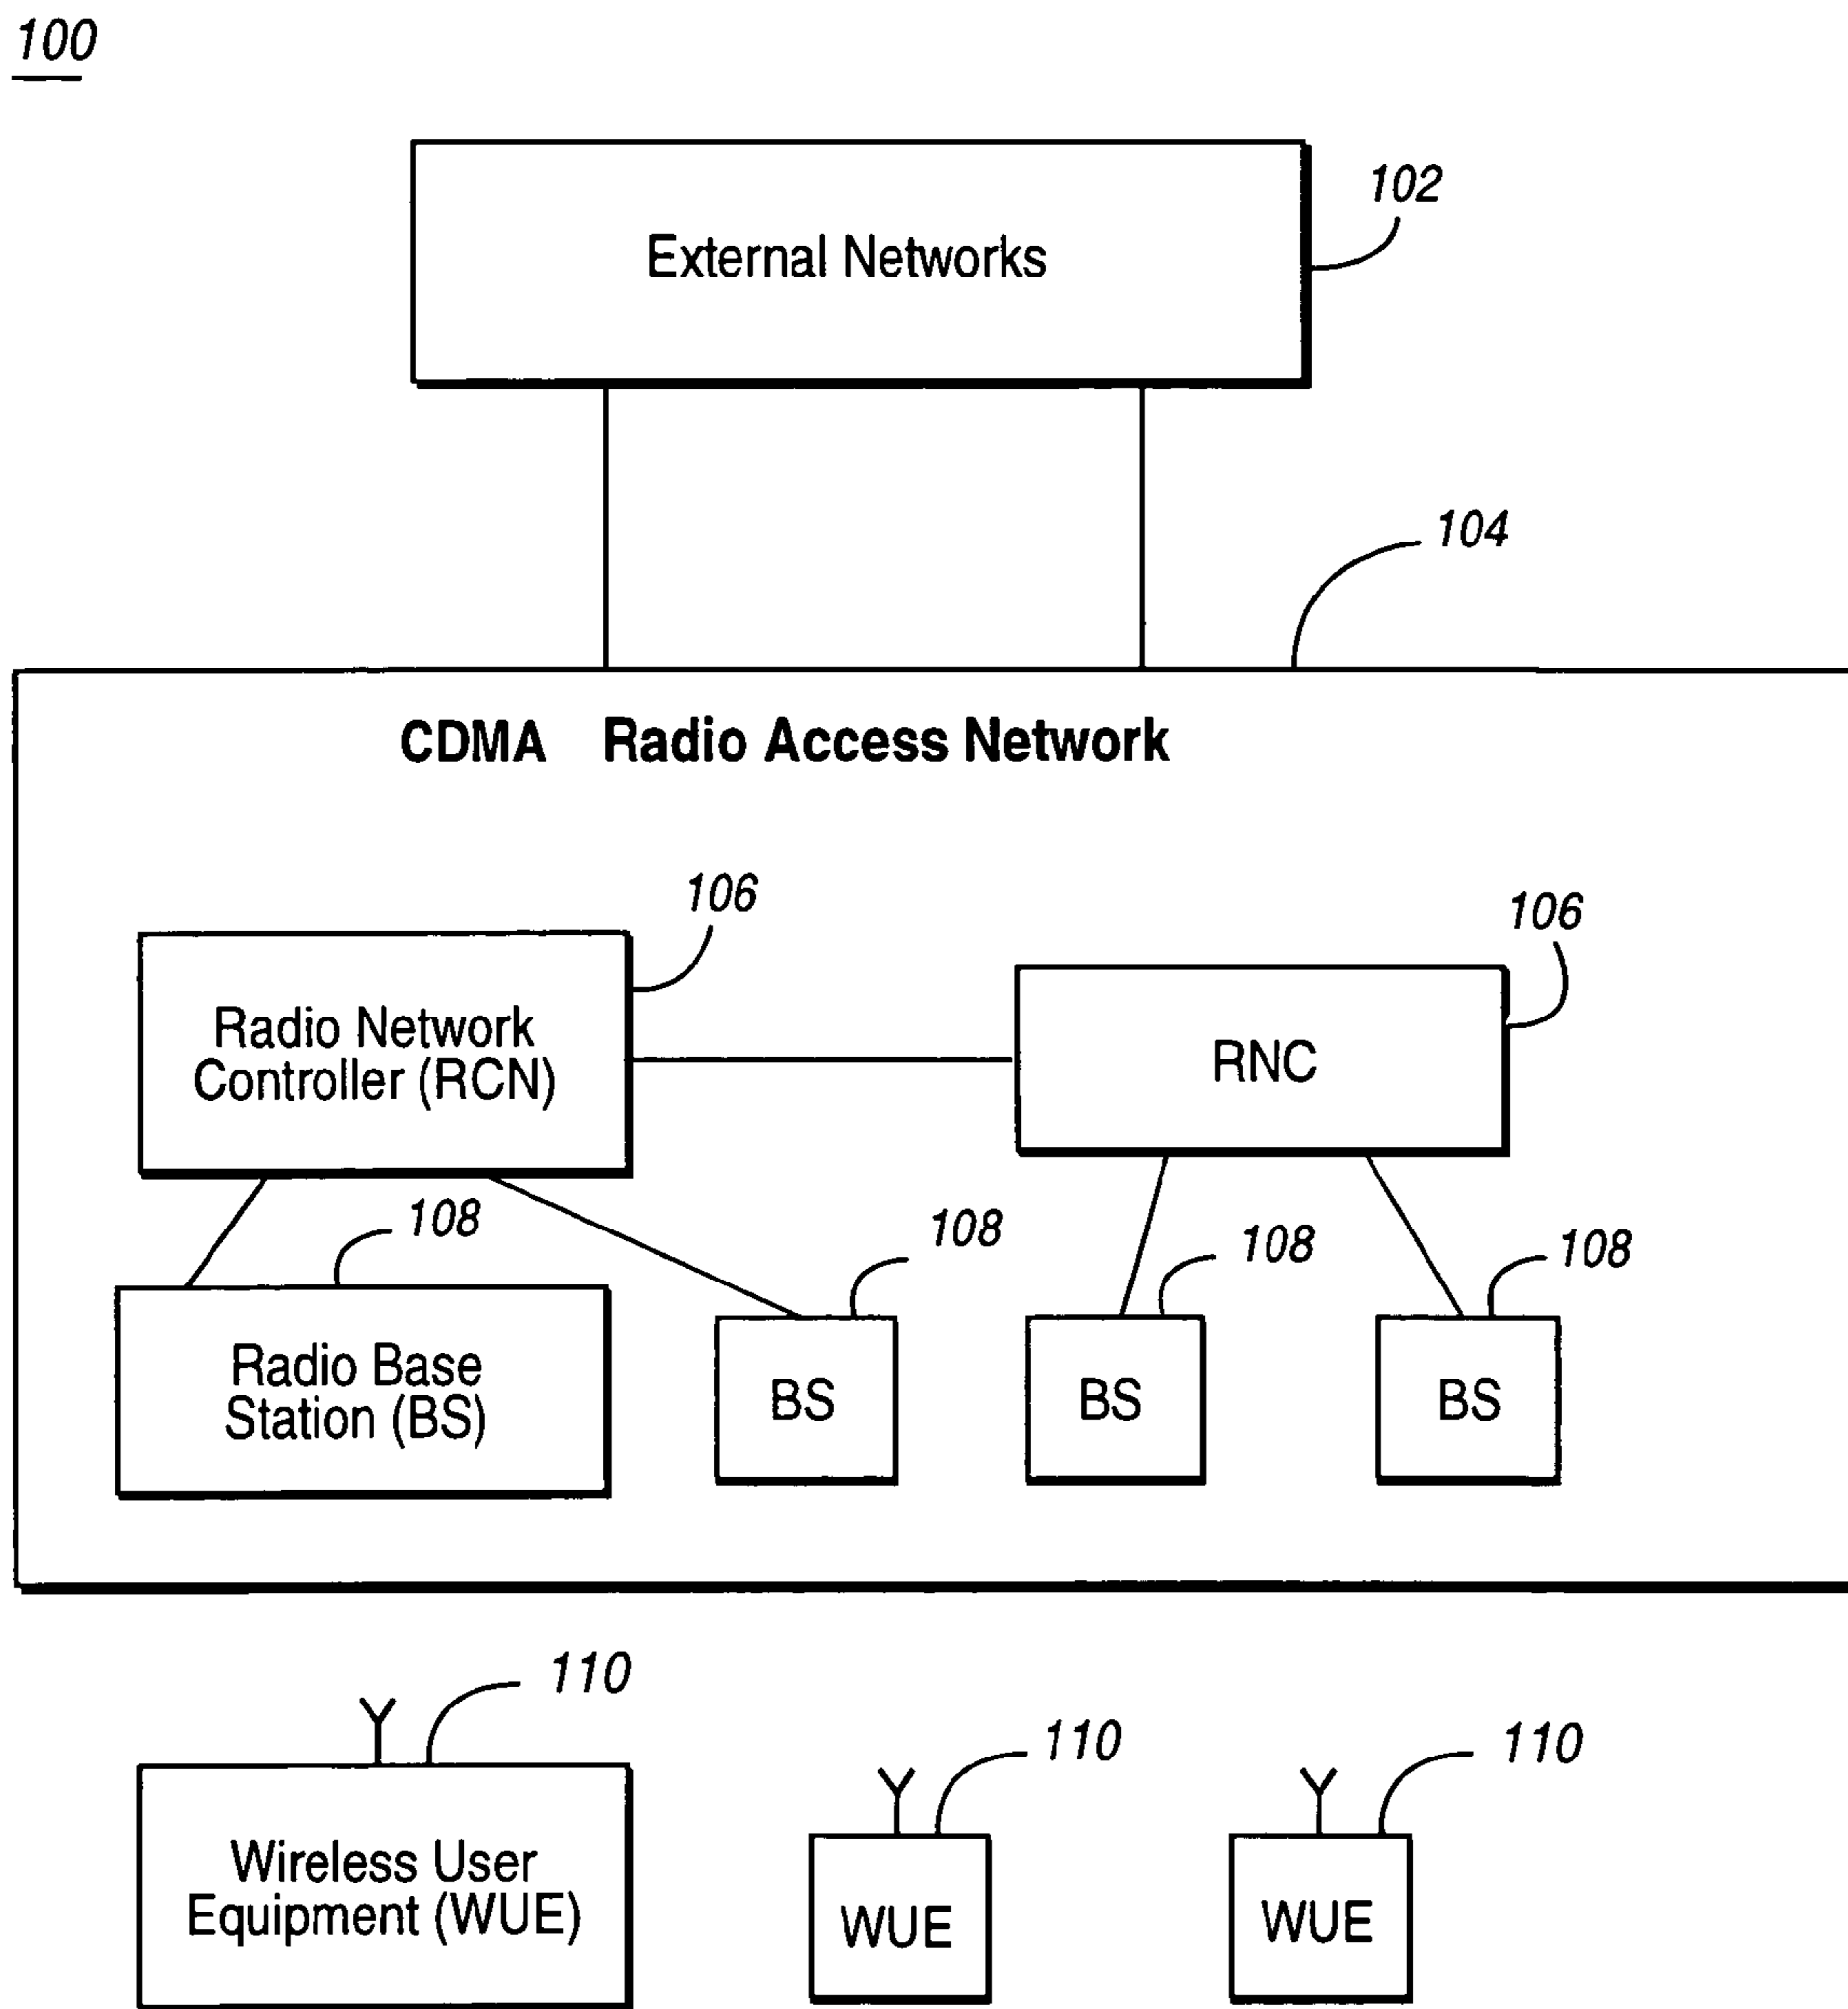 100
102
External Networks
104
CDMA Radio Access Network
106
106
Radio Network
Controller (RCN)
RNC
108
108
108
108
Radio Base
Station (BS)
BS
BS
BS
110
110
110
Wireless User
Equipment (WUE)
WUE
WUE